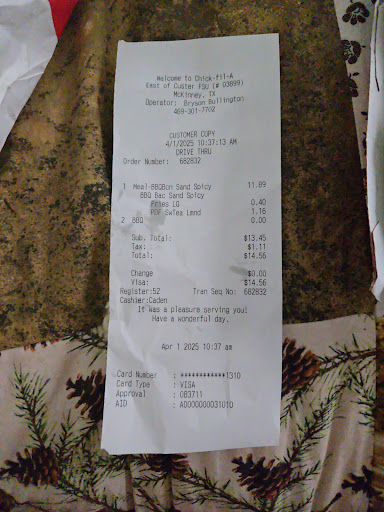 Welcome to Chick-fil-A
East of Custer FSU (# 03899)
McKinney, TX
Operator: Bryson Bullington
469-301-7702
CUSTOMER COPY
4/1/2025 10:37:13 AM
DRIVE THRU
Order Number: 682832
1 Meal-BBQBcn Sand Spicy 11.89
BBQ Bac Sand Spicy
Fries LG 0.40
PDF SwTea Lmnd 1.16
2 BBQ 0.00
Sub. Total: $13.45
Tax: $1.11
Total: $14.56
Change $0.00
Visa: $14.56
Register:52 Tran Seq No: 682832
Cashier:Caden
It was a pleasure serving you!
Have a wonderful day.
Apr 1 2025 10:37 am
Card Number : ************1310
Card Type : VISA
Approval : 083711
AID : A0000000031010